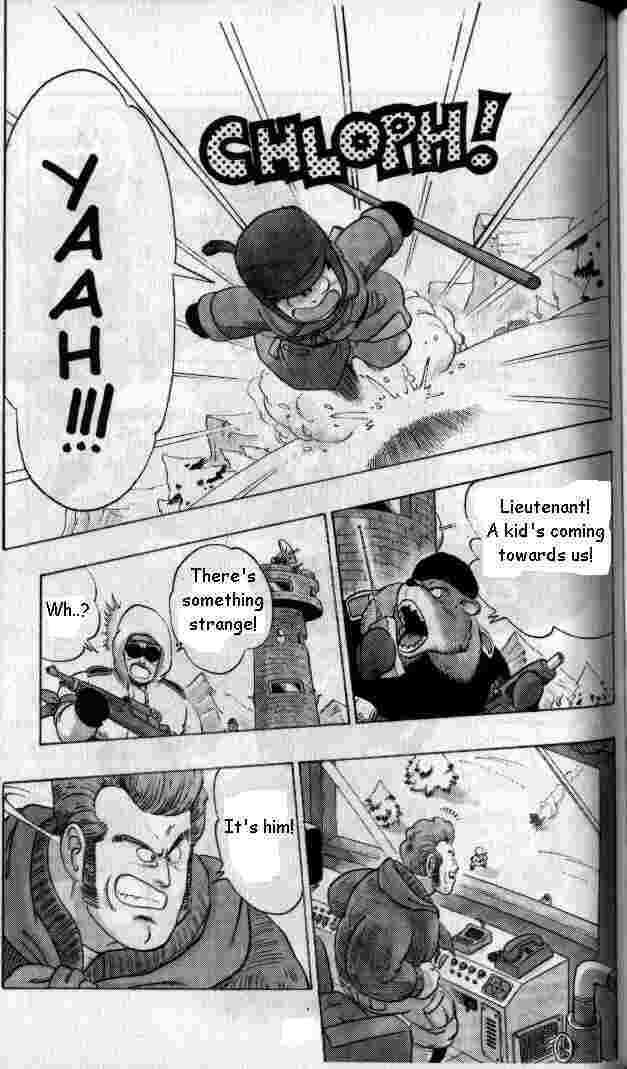 CHLOPH!
YAAH!!!!
Lieutenant!
A kid's coming
towards us!
There's
something
strange!
Wh..?
It's him!